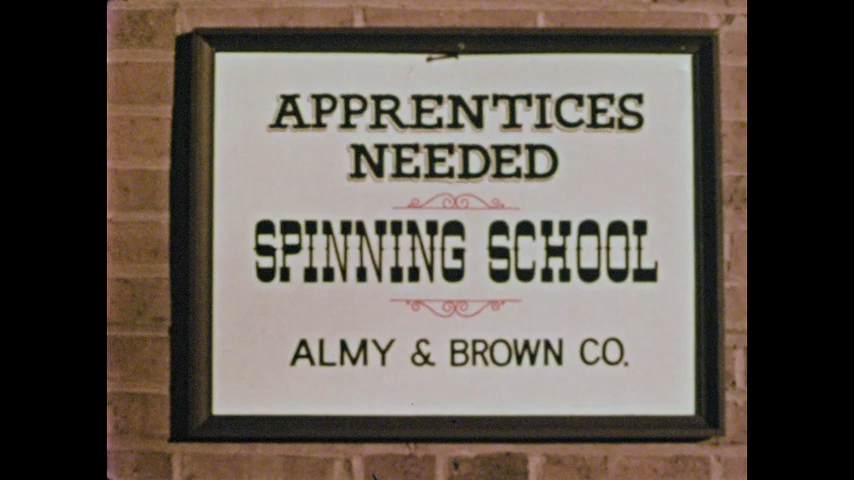 APPRENTICES
NEEDED
SPINNING SCHOOL
ALMY & BROWN CO.